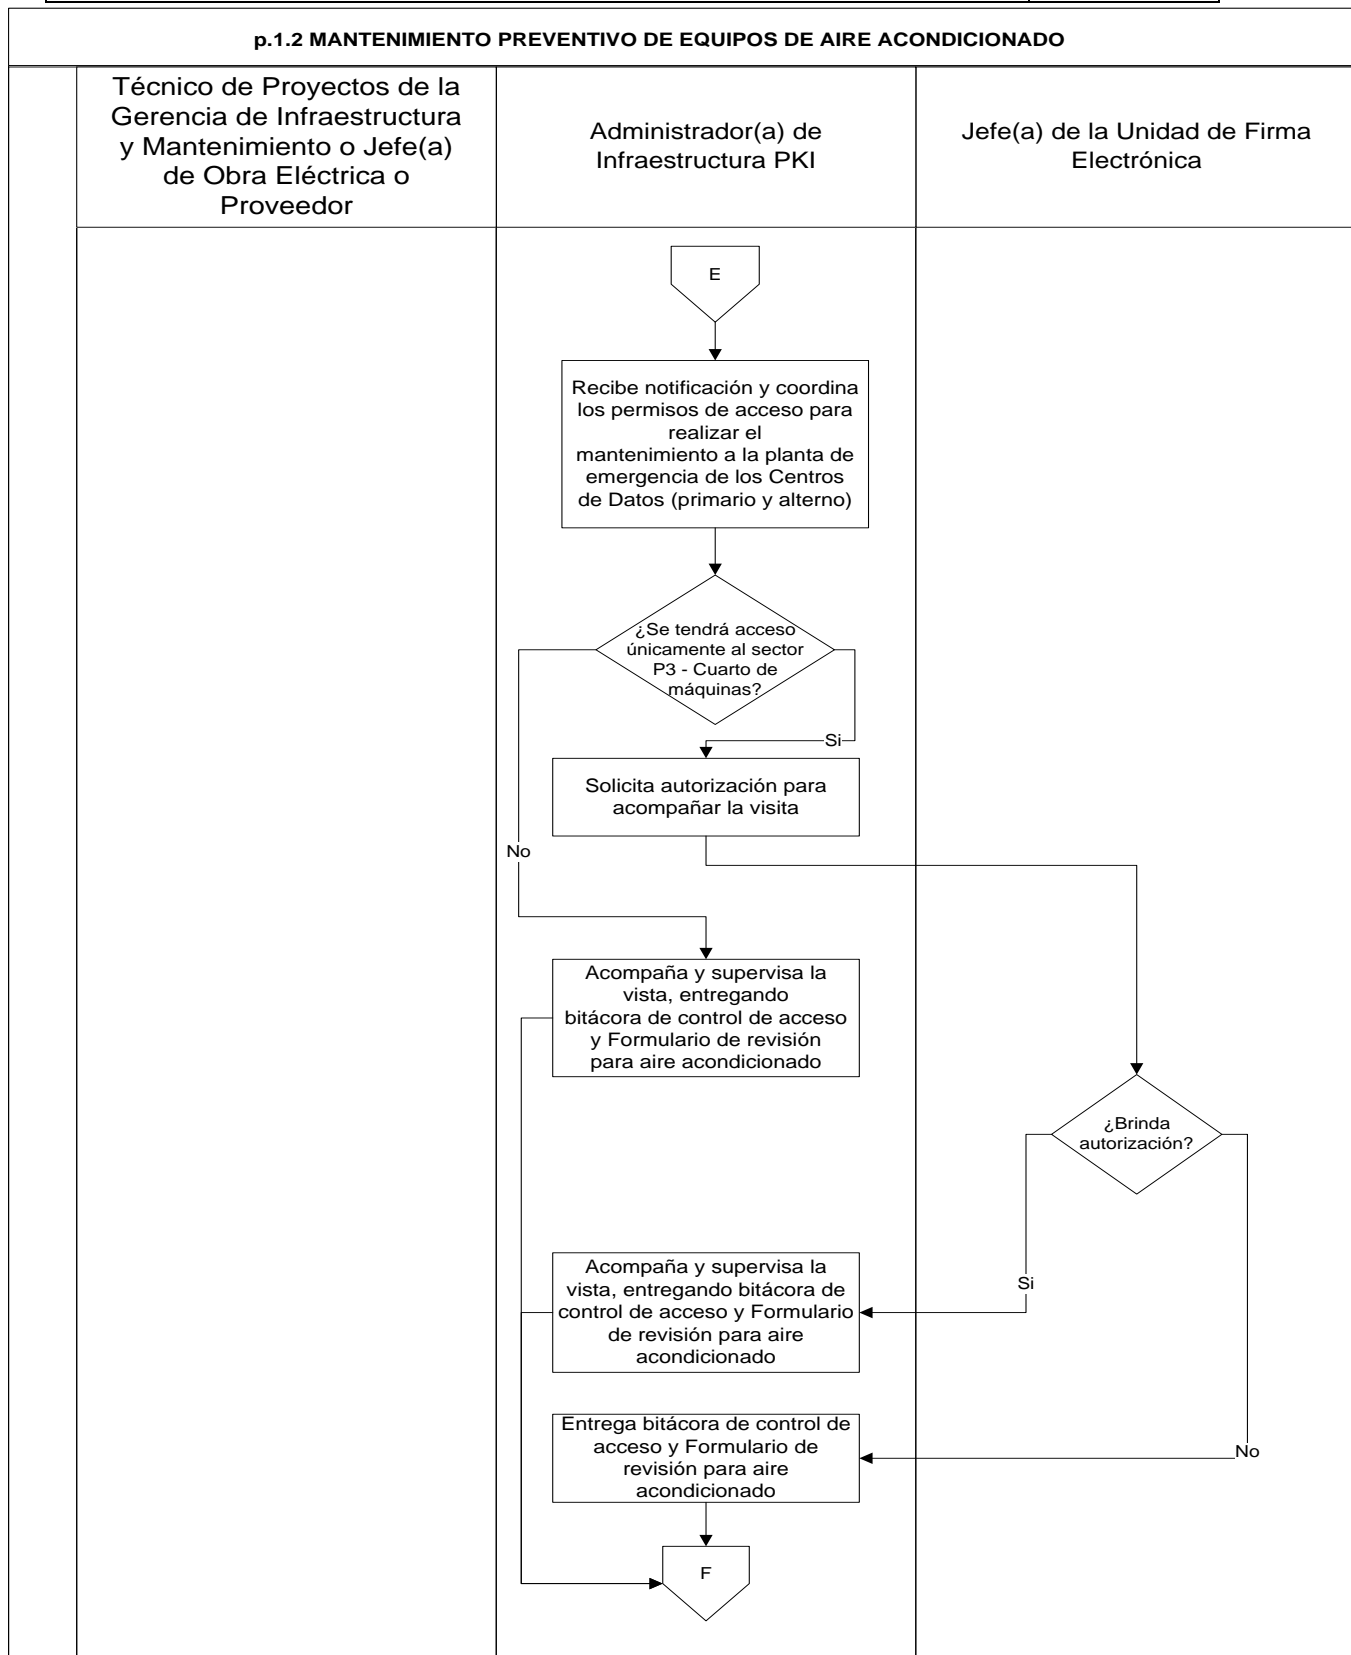 p.1.2 MANTENIMIENTO PREVENTIVO DE EQUIPOS DE AIRE ACONDICIONADO
Técnico de Proyectos de la
Gerencia de Infraestructura
y Mantenimiento o Jefe(a)
de Obra Eléctrica o
Proveedor
Administrador(a) de
Infraestructura PKI
Jefe(a) de la Unidad de Firma
Electrónica
E
Recibe notificación y coordina
los permisos de acceso para
realizar el
mantenimiento a la planta de
emergencia de los Centros
de Datos (primario y alterno)
¿Se tendrá acceso
únicamente al sector
P3 - Cuarto de
máquinas?
Si
Solicita autorización para
acompañar la visita
No
Acompaña y supervisa la
vista, entregando
bitácora de control de acceso
y Formulario de revisión
para aire acondicionado
¿Brinda
autorización?
Si
Acompaña y supervisa la
vista, entregando bitácora de
control de acceso y Formulario
de revisión para aire
acondicionado
No
Entrega bitácora de control de
acceso y Formulario de
revisión para aire
acondicionado
F